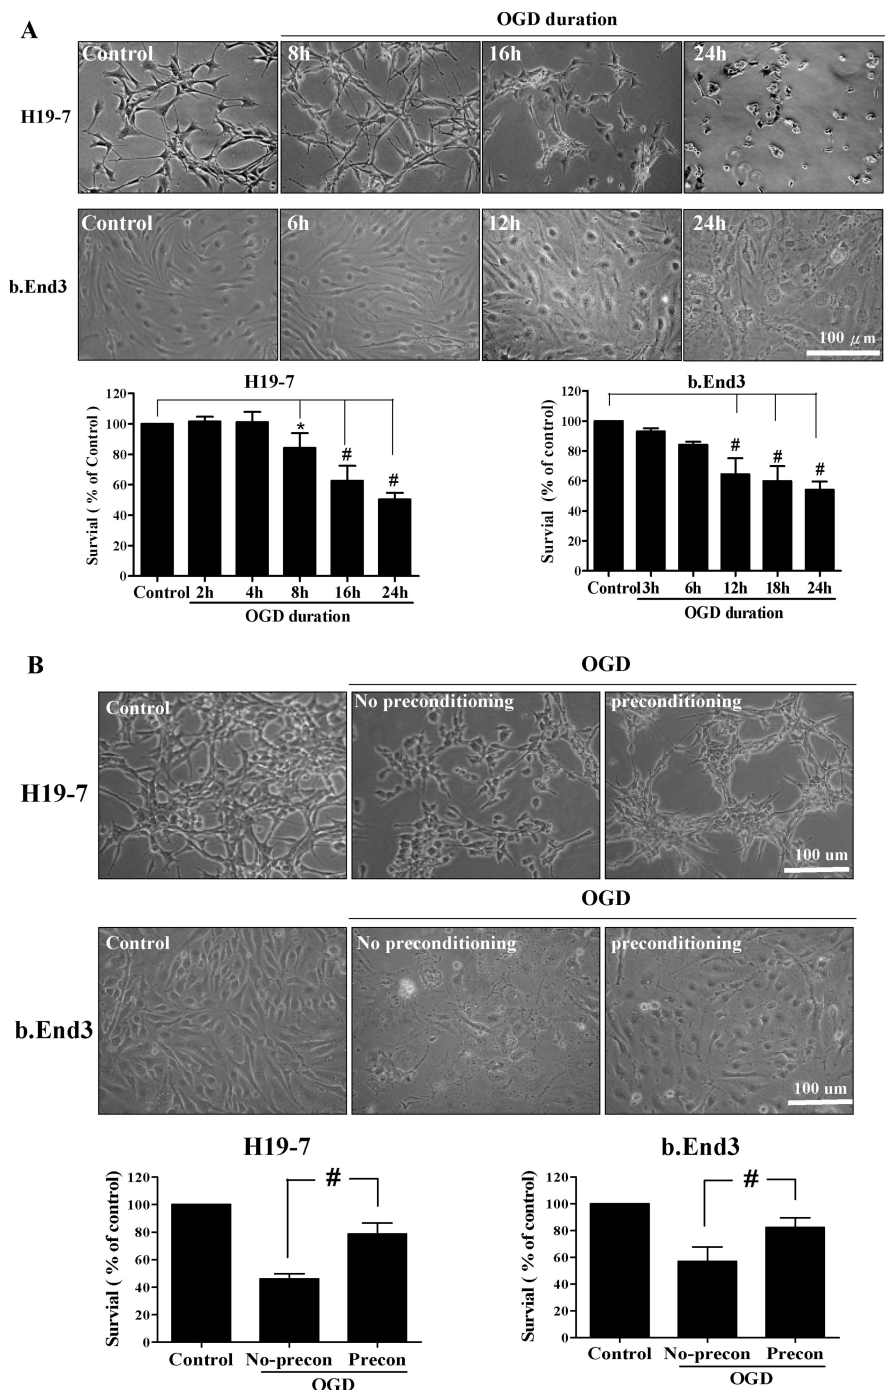 A
OGD duration
Control
8h
16h
24h
H19-7
Control
6h
12h
24h
b.End3
100 μm
H19-7
Survial ( % of Control )
120
100
80
60
40
20
0
*
#
#
Control 2h 4h 8h 16h 24h
OGD duration
b.End3
Survial ( % of control)
120
100
80
60
40
20
0
#
#
#
Control 3h 6h 12h 18h 24h
OGD duration
B
OGD
Control
No preconditioning
preconditioning
H19-7
100 um
OGD
Control
No preconditioning
preconditioning
b.End3
100 um
H19-7
Survial ( % of control)
120
100
80
60
40
20
0
#
Control No-precon Precon
OGD
b.End3
Survial ( % of control)
120
100
80
60
40
20
0
#
Control No-precon Precon
OGD